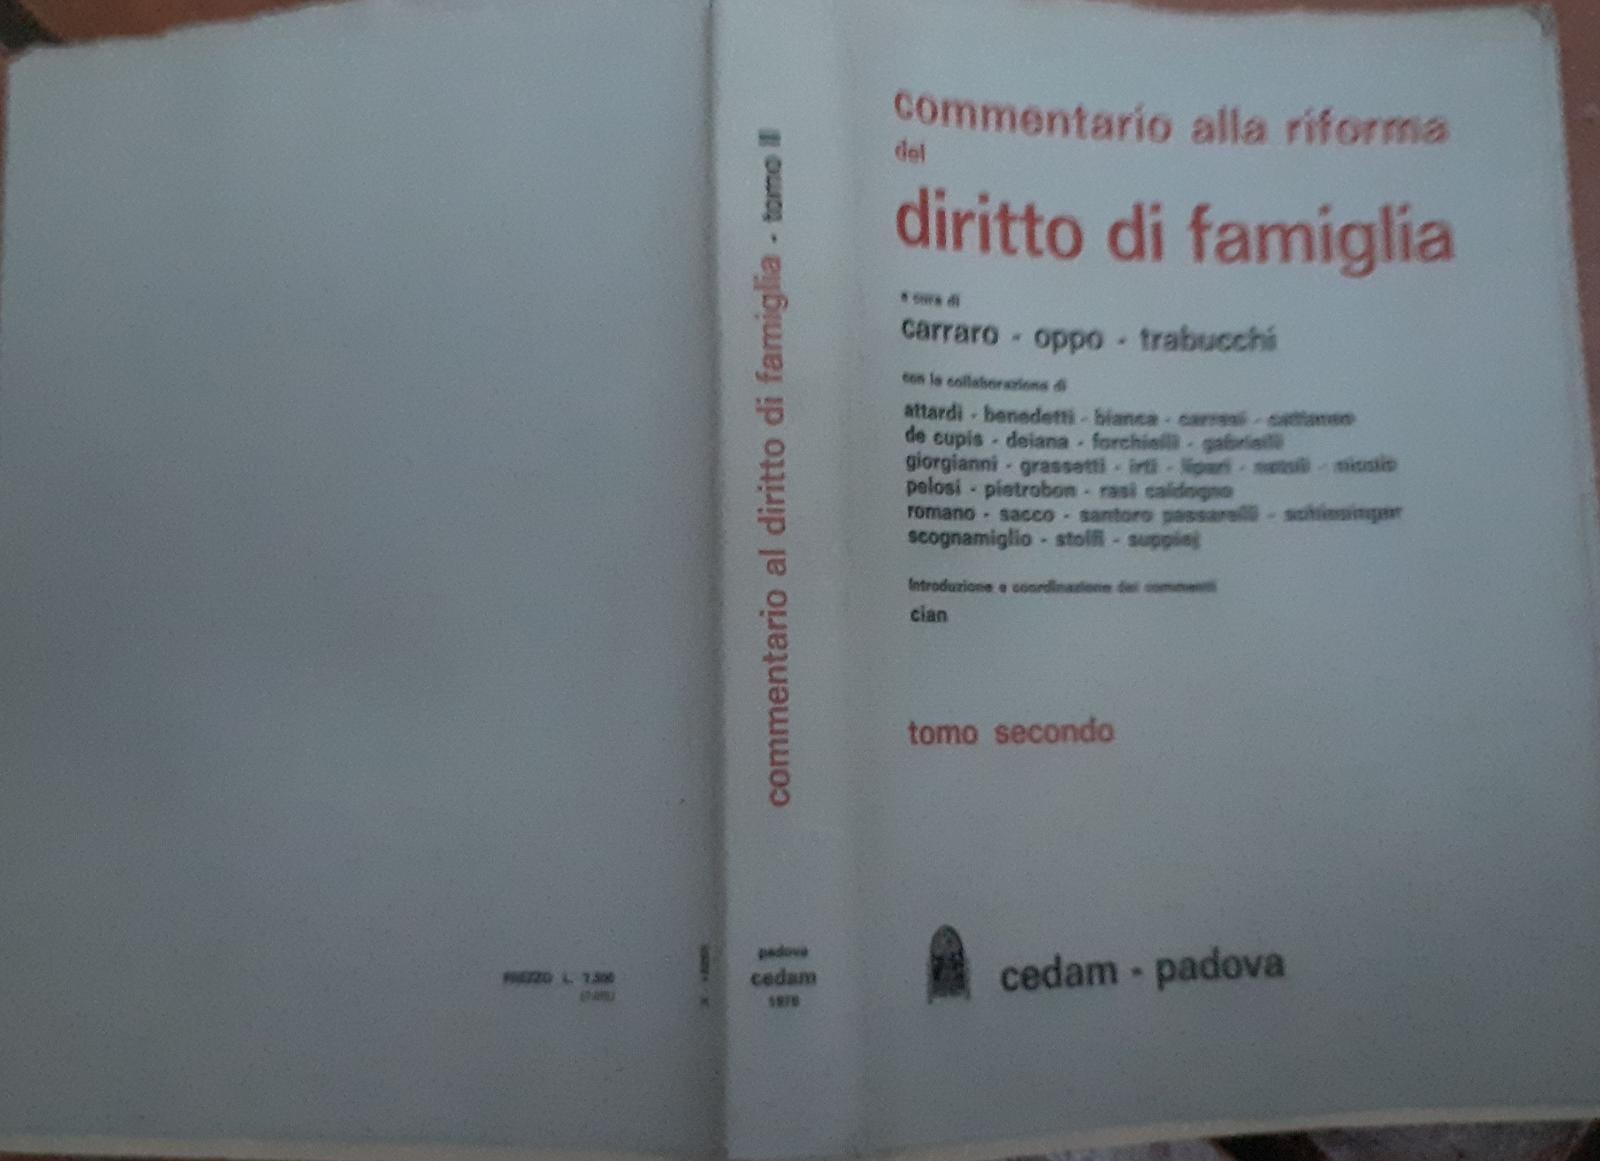 commentario alla riforma
del
diritto di famiglia
a cura di
carraro - oppo - trabucchi
con la collaborazione di
attardi - benedetti - bianca - carresi - cattaneo
de cupis - deiana - forchielli - gabrielli
giorgianni - grassetti - irti - lipari -
pelosi - pietrobon - rasi caldogno
romano - sacco - santoro passarelli - schlesinger
scognamiglio - stolfi - suppiej
Introduzione e coordinazione dei commenti
cian
tomo secondo
cedam - padova
commentario al diritto di famiglia - tomo II
padova
cedam
PREZZO L. 7.500